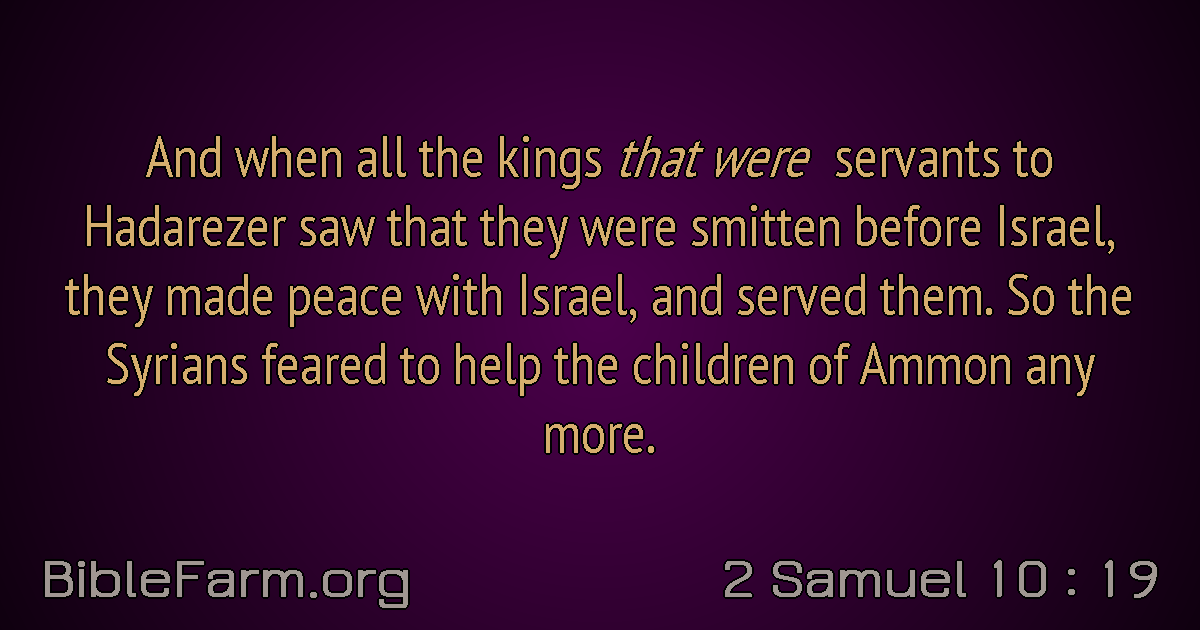 And when all the kings that were servants to
Hadarezer saw that they were smitten before Israel,
they made peace with Israel, and served them. So the
Syrians feared to help the children of Ammon any
more.
BibleFarm.org
2 Samuel 10 : 19